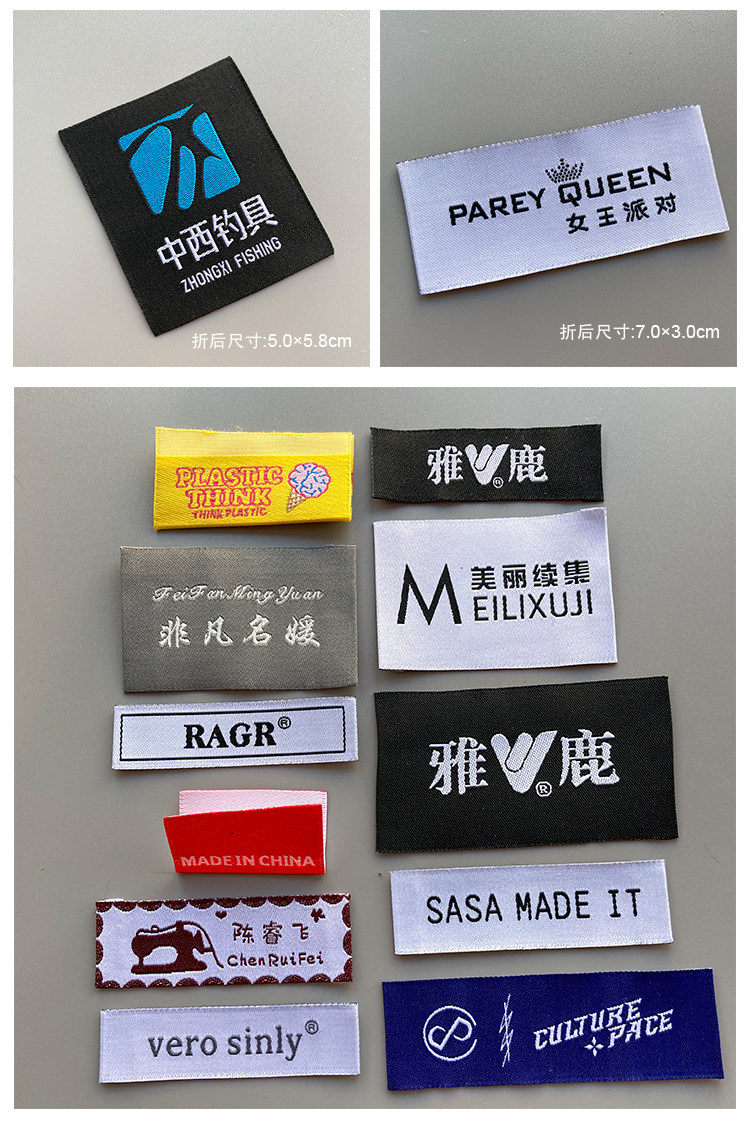 中西钓具
ZHONGXI FISHING
折后尺寸:5.0×5.8cm
PAREY QUEEN
女王派对
折后尺寸:7.0×3.0cm
PLASTIC
THINK
THINK PLASTIC
雅鹿
®
FeiFanMingYuan
非凡名媛
M美丽续集
EILIXUJI
RAGR®
雅鹿
®
MADE IN CHINA
SASA MADE IT
陈睿飞
ChenRuiFei
vero sinly®
CULTURE
PACE